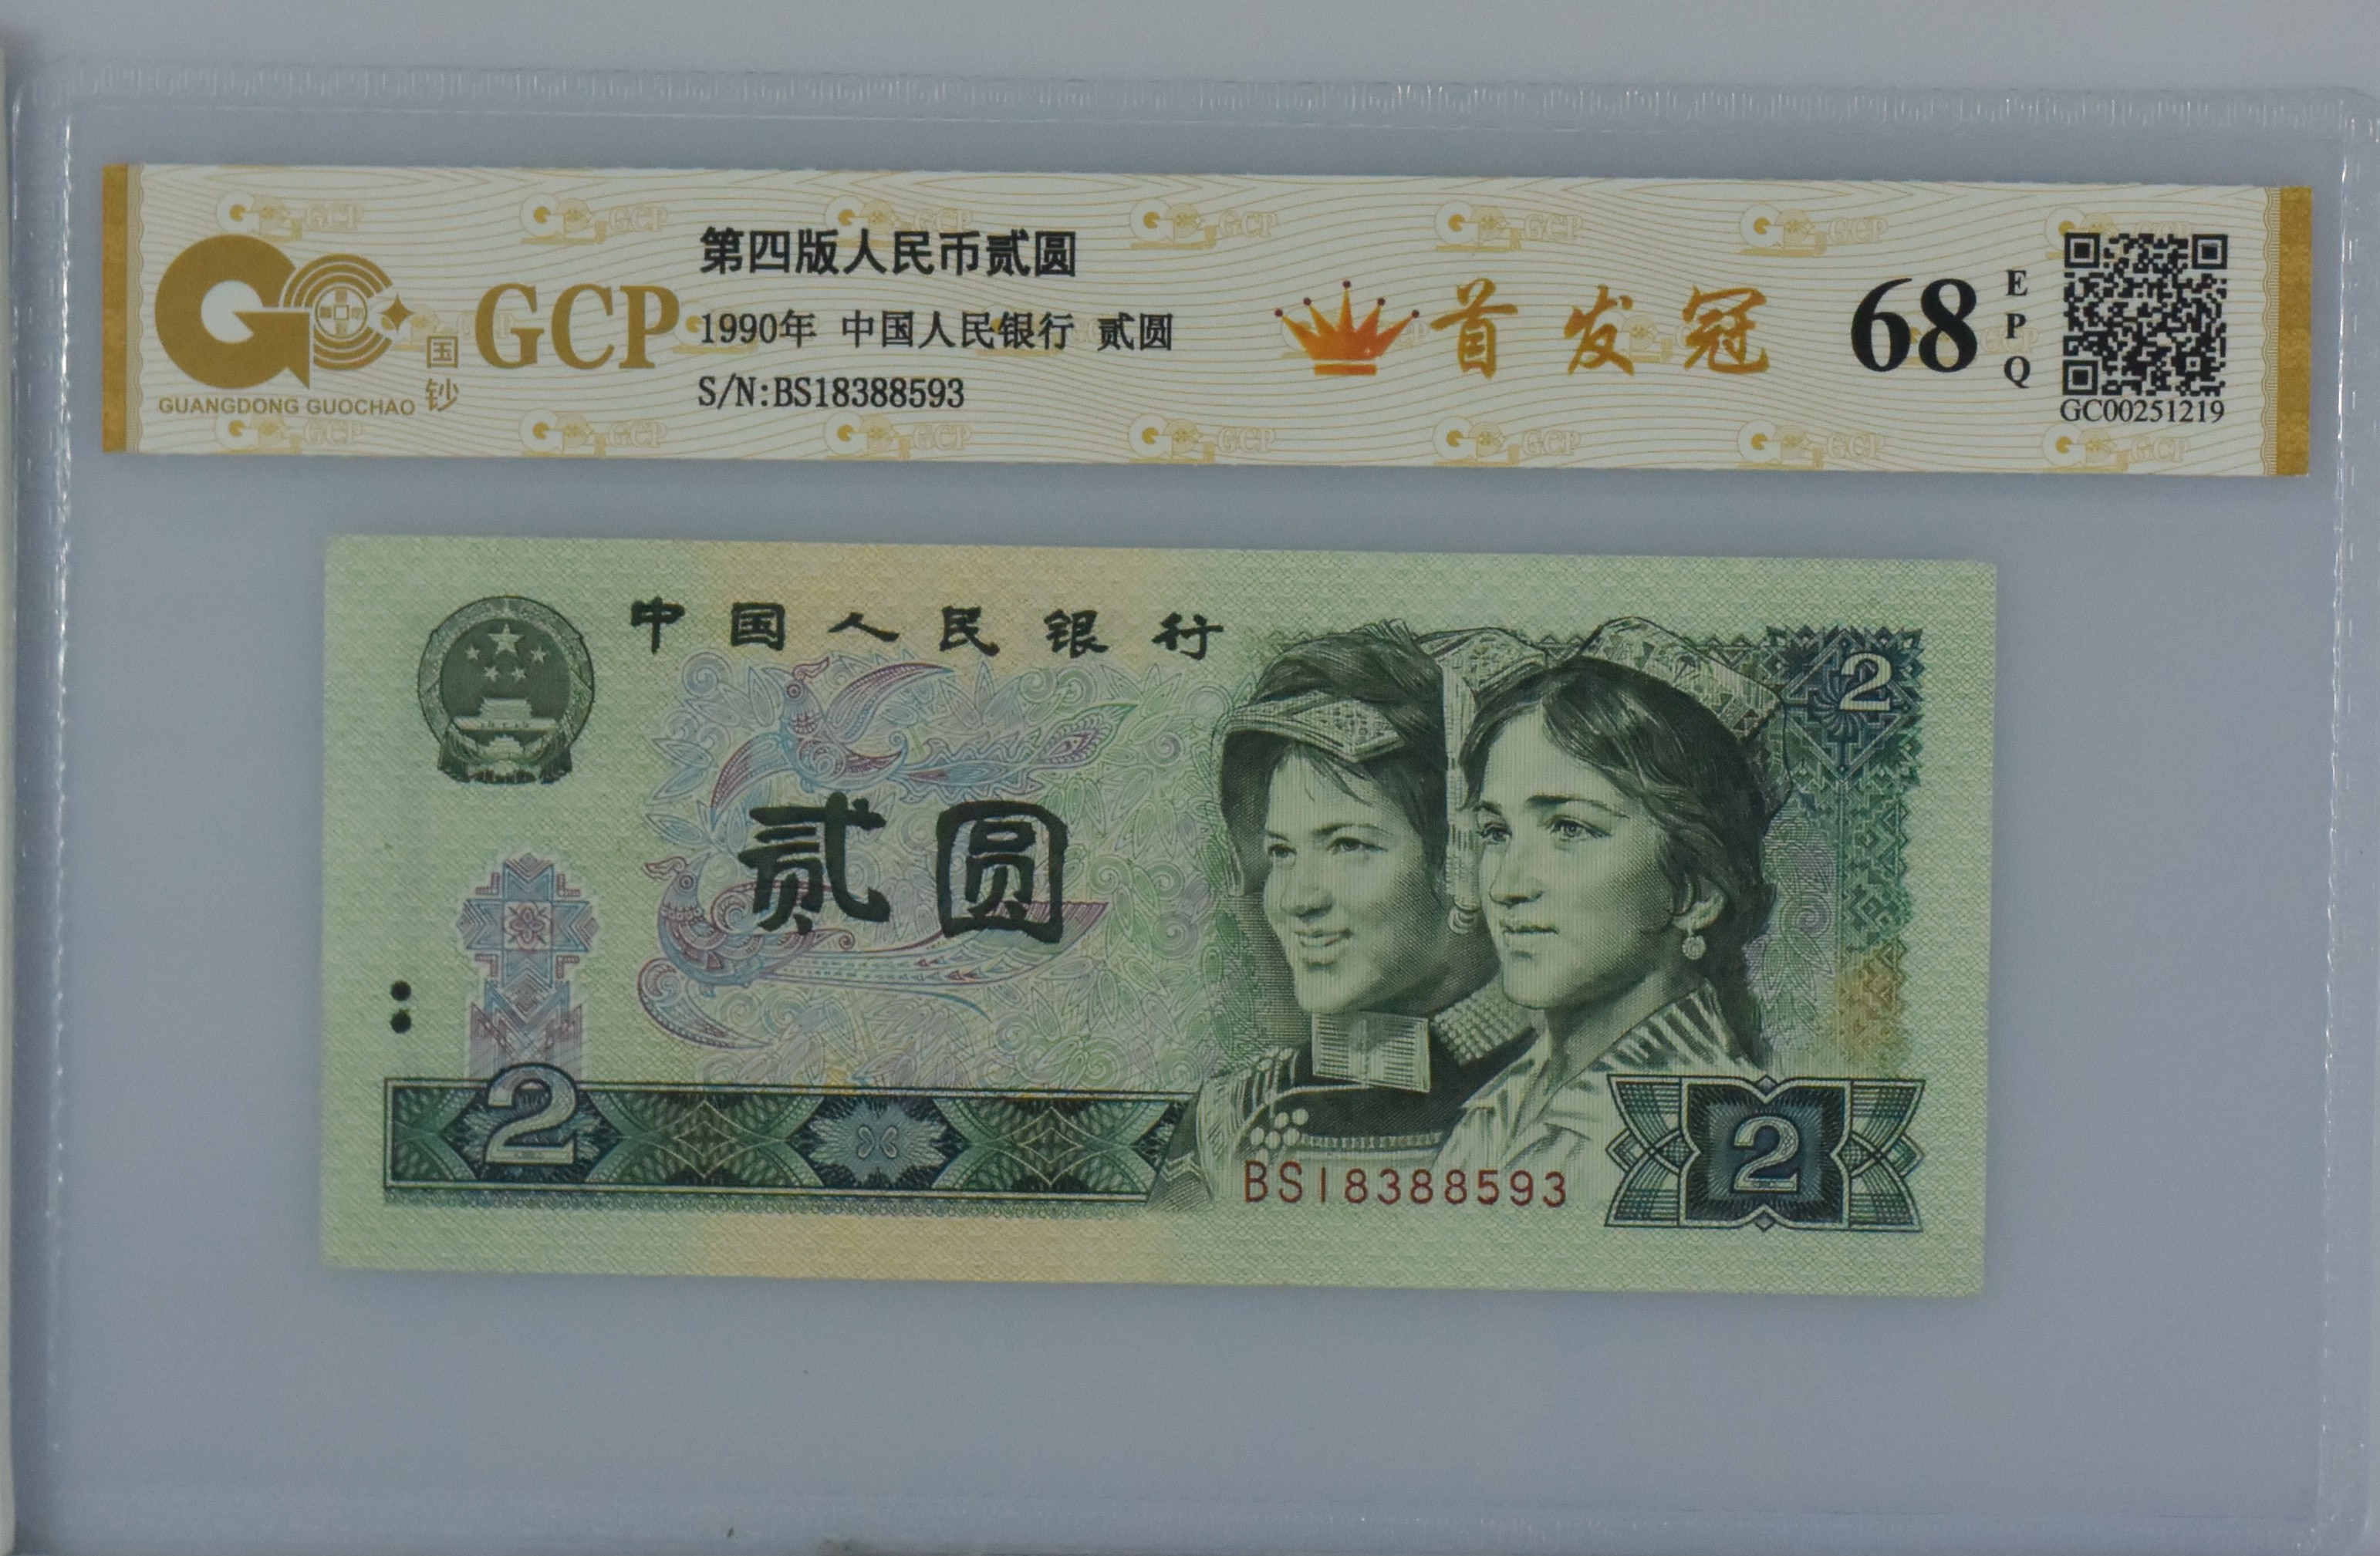 GCP
国
钞
GUANGDONG GUOCHAO
第四版人民币贰圆
1990年 中国人民银行 贰圆
S/N:BS18388593
首发冠
68
E
P
Q
GC00251219
中国人民银行
2
贰圆
2
BS18388593
2